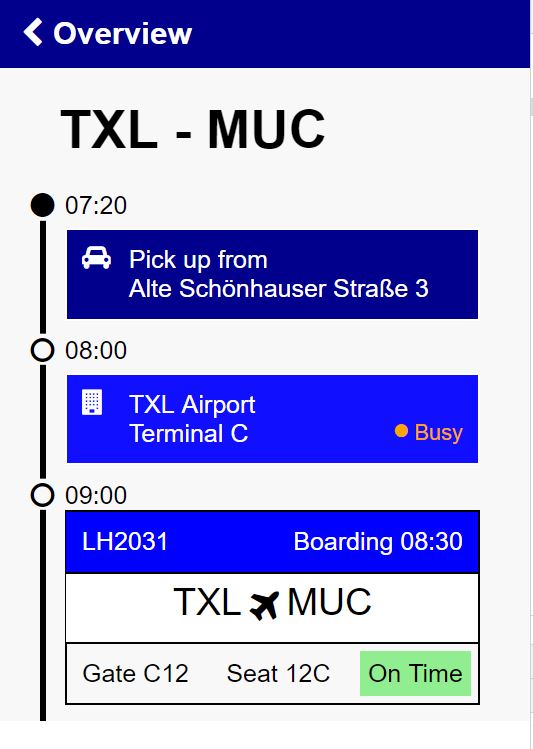 Overview
TXL - MUC
07:20
Pick up from
Alte Schönhauser Straße 3
08:00
TXL Airport
Terminal C
Busy
09:00
LH2031 Boarding 08:30
TXL MUC
Gate C12 Seat 12C On Time